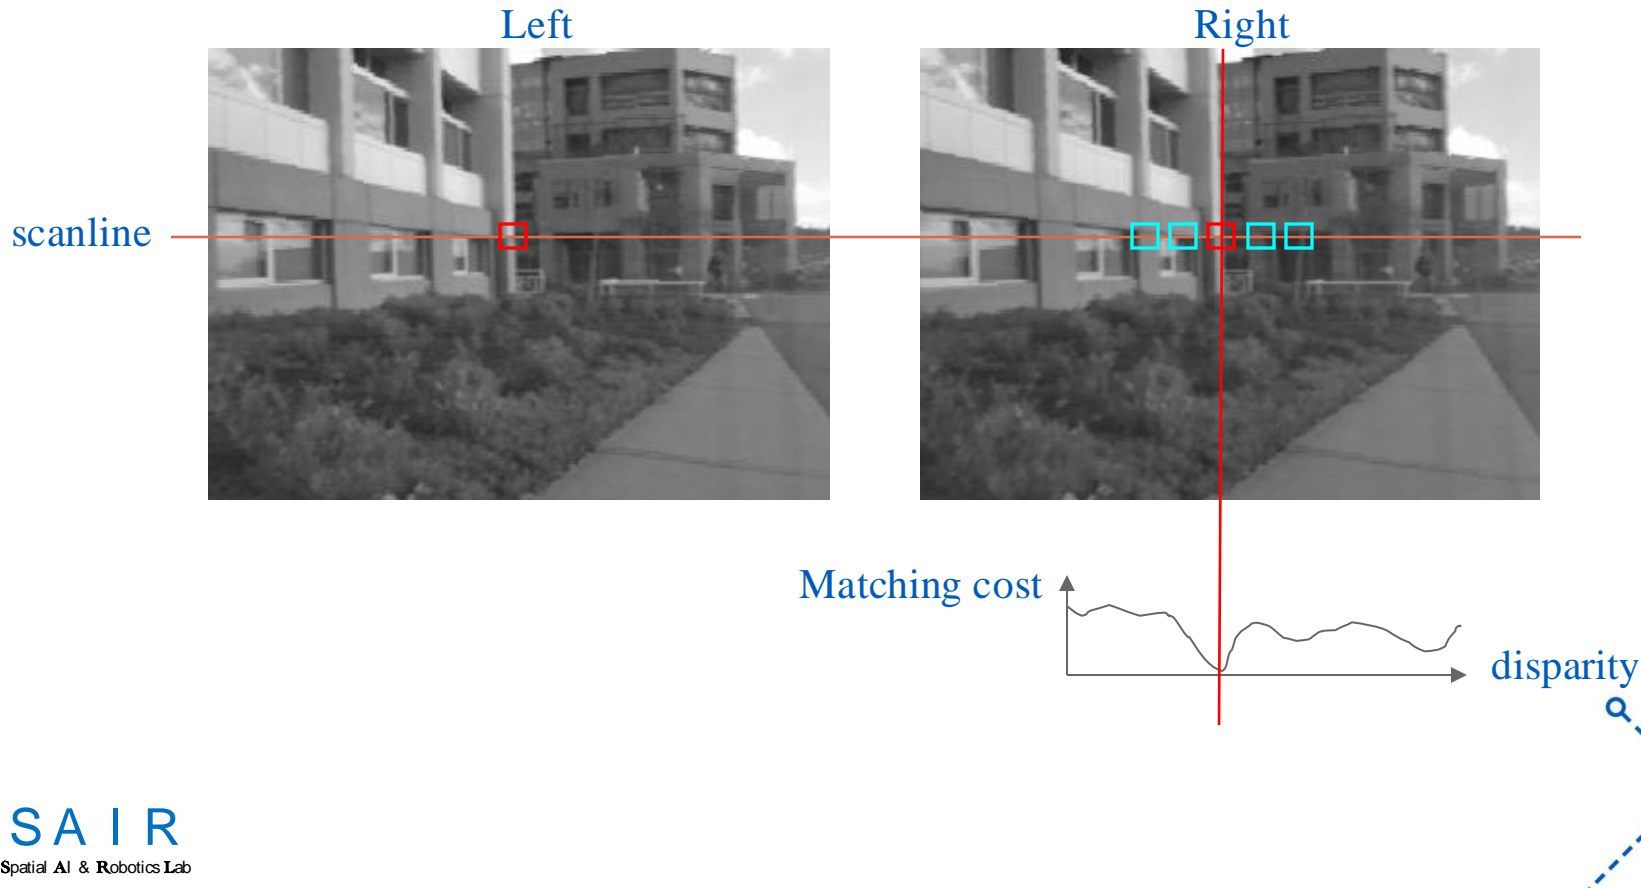 Left
Right
scanline
Matching cost
disparity
SAIR
Spatial AI & Robotics Lab